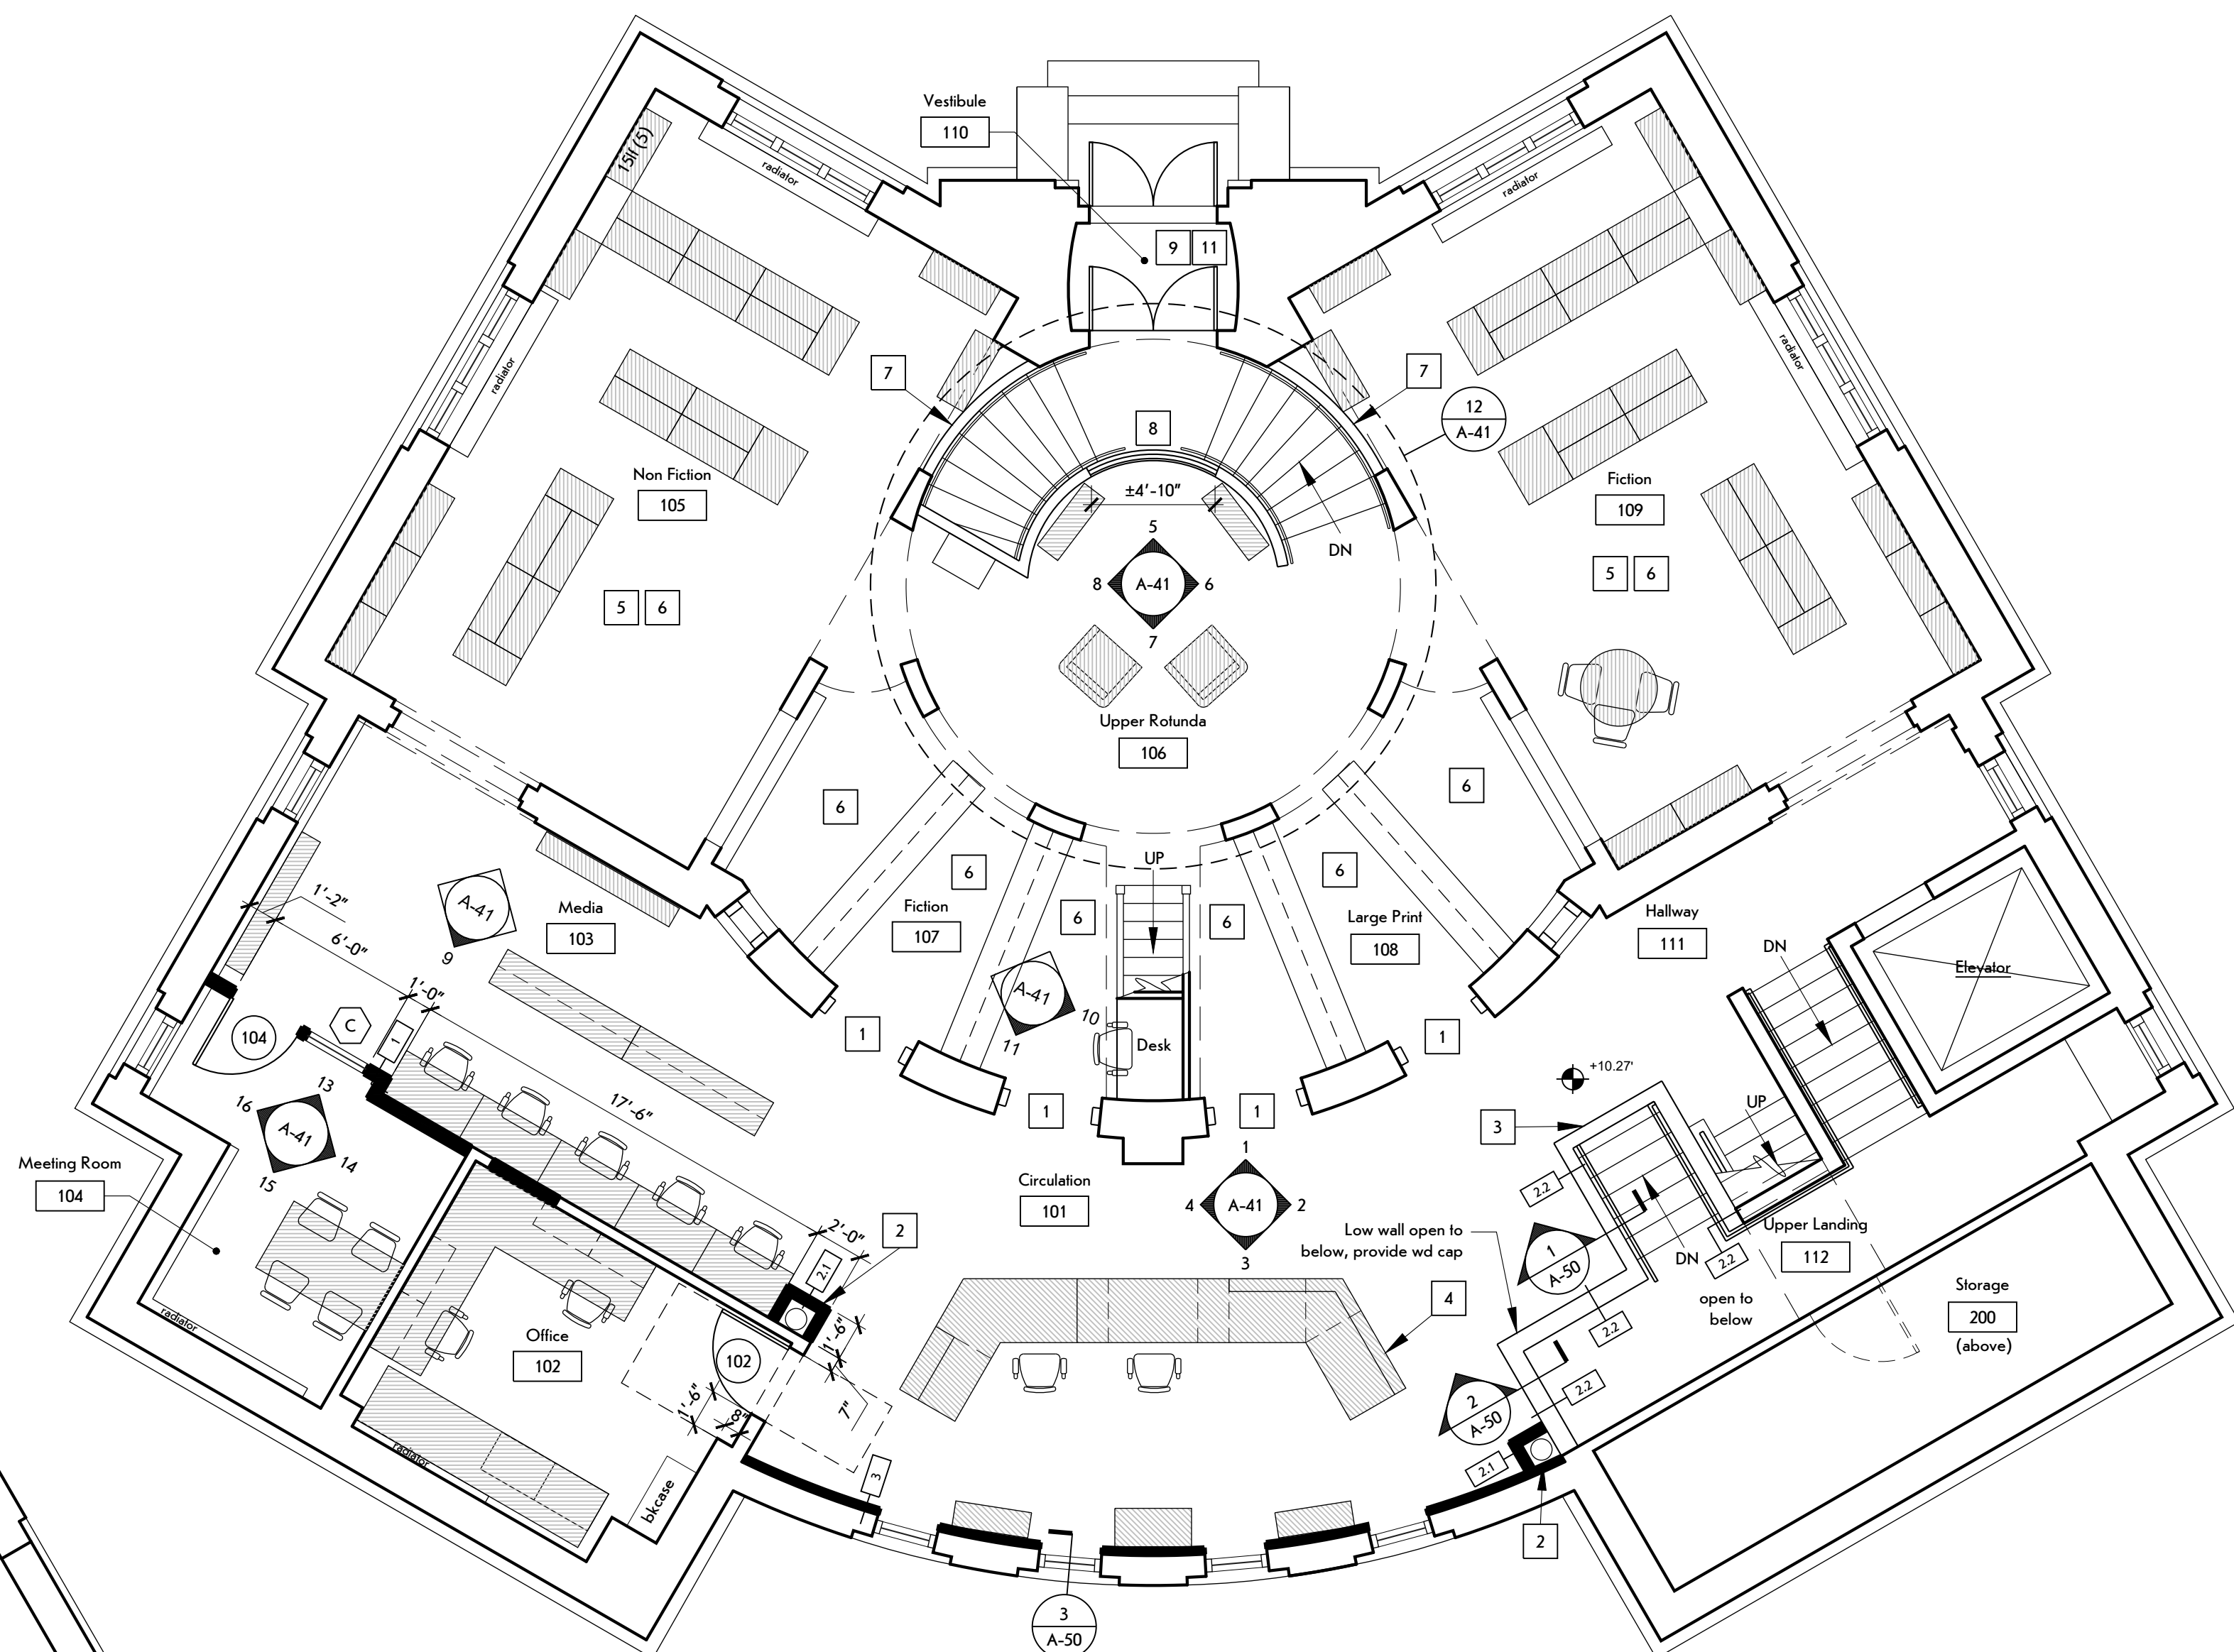 Vestibule
110
15lf (5)
radiator
radiator
9 11
radiator
radiator
7
7
12
A-41
8
±4'-10"
Non Fiction
105
Fiction
109
DN
5
8 A-41 6
7
5 6
5 6
Upper Rotunda
106
6
6
UP
6
6
1'-2"
6'-0"
A-41
9
Media
103
Fiction
107
6
6
Large Print
108
Hallway
111
DN
Elevator
1'-0"
A-41
10
11
104
C
1
1
Desk
1
+10.27'
17'-6"
1
1
3
UP
13
16
A-41
14
15
Meeting Room
104
Circulation
101
1
4 A-41 2
3
2.2
2'-0"
2
Low wall open to
below, provide wd cap
Upper Landing
112
1
A-50
DN
2.2
2.1
open to
below
Storage
200
(above)
4
radiator
Office
102
1'-6"
2.2
102
7"
1'-6"
8"
2.2
2
A-50
radiator
bkcase
3
2.1
2
3
A-50